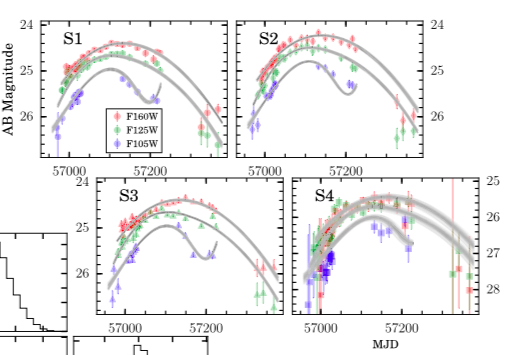 24 S1 S2 24
25 25
26 26
AB Magnitude
F160W
F125W
F105W
57000 57200 57000 57200
24 S3 S4 25
25 26
26 27
28
57000 57200 57000 57200
MJD